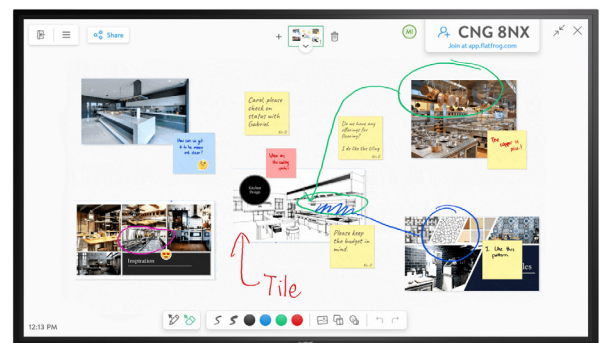 Share
MI
CNG 8NX
Join at app.flatfrog.com
Carol, please
check on
status with
Gabriel.
Do we have any
offerings for
flooring?
I do like the tiling
The copper is
nice!
Kitchen
Design
Please keep
the budget in
mind.
Inspiration
I like this
pattern
les
Tile
12:13 PM